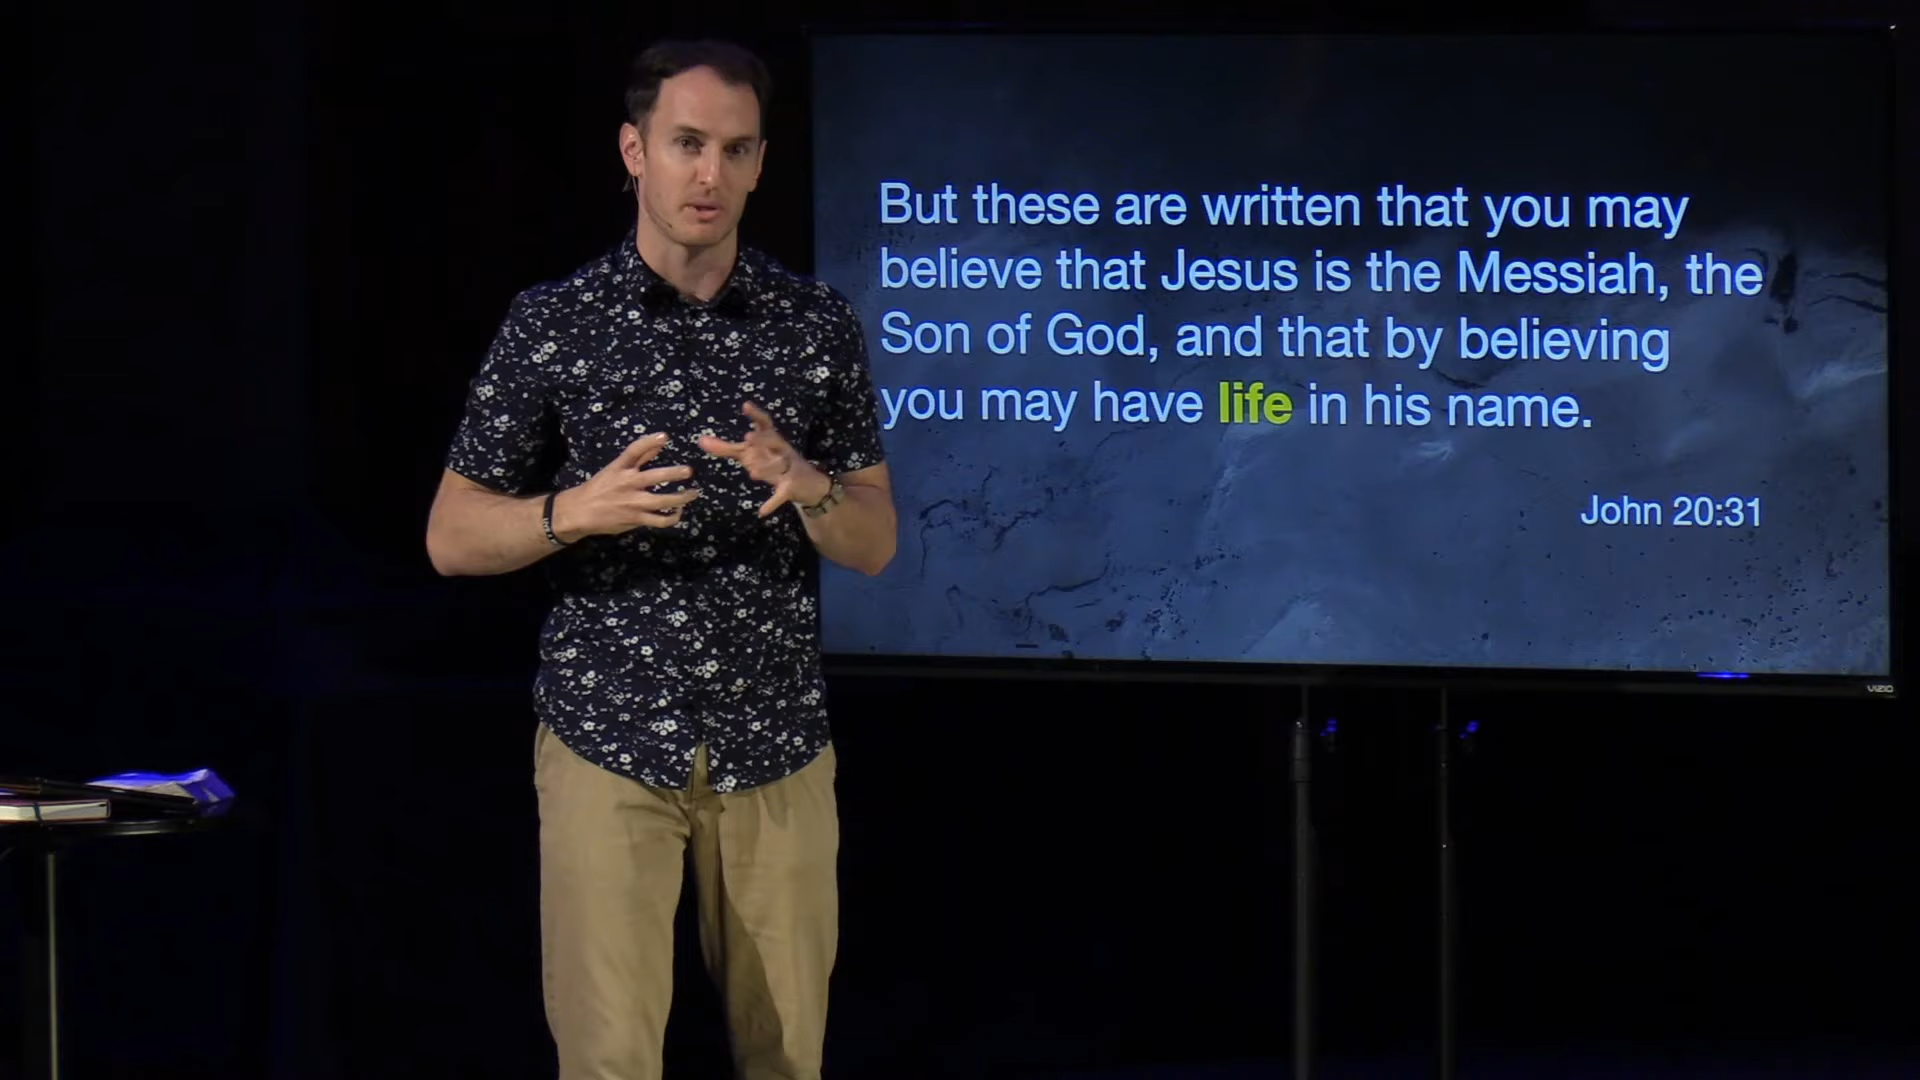 But these are written that you may
believe that Jesus is the Messiah, the
Son of God, and that by believing
you may have life in his name.
John 20:31
VIZIO